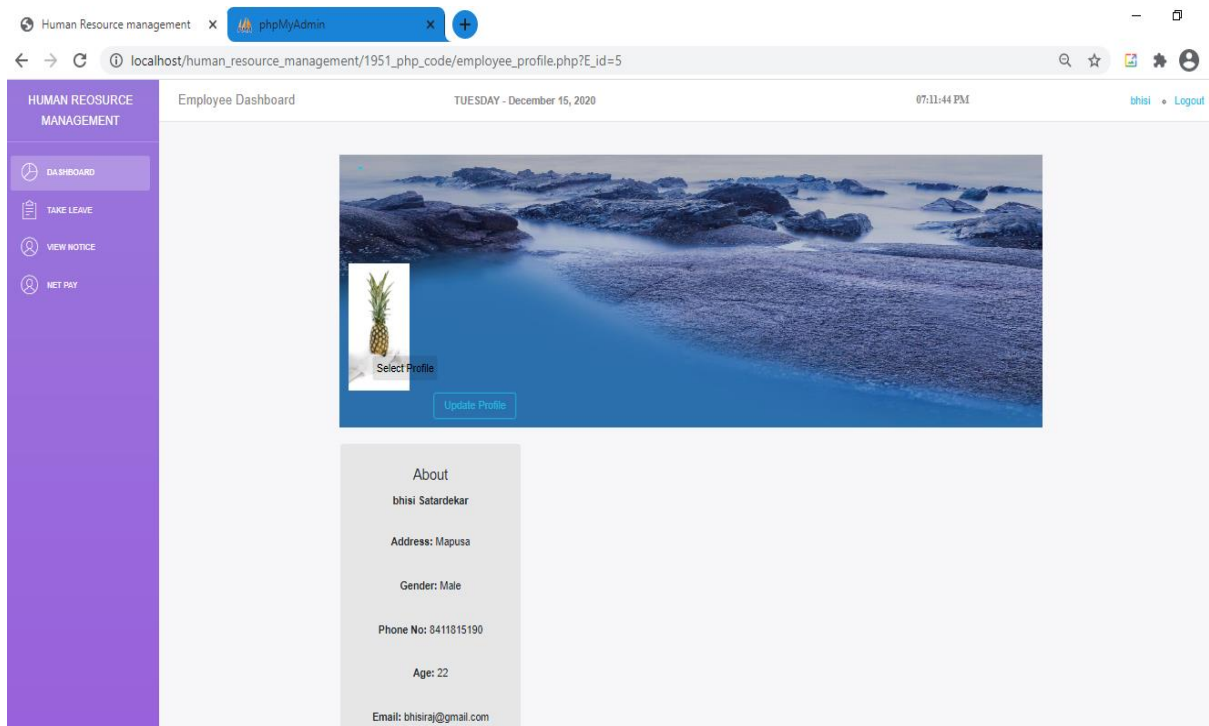 Human Resource management
phpMyAdmin
localhost/human_resource_management/1951_php_code/employee_profile.php?E_id=5
HUMAN REOSURCE
MANAGEMENT
Employee Dashboard
TUESDAY - December 15, 2020
07:11:44 PM
bhisi
Logout
DASHBOARD
TAKE LEAVE
VIEW NOTICE
NET PAY
Select Profile
Update Profile
About
bhisi Satardekar
Address: Mapusa
Gender: Male
Phone No: 8411815190
Age: 22
Email: bhisiraj@gmail.com